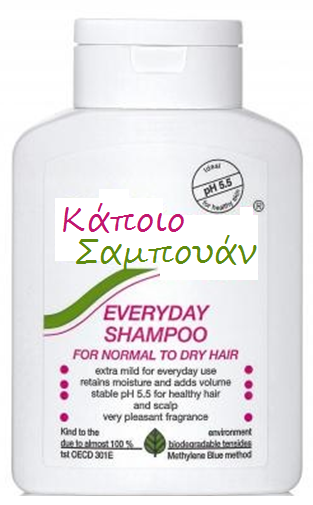 Ideal
pH 5.5
for healthy skin
®
Κάποιο
Σαμπουάν
EVERYDAY
SHAMPOO
FOR NORMAL TO DRY HAIR
extra mild for everyday use
retains moisture and adds volume
stable pH 5.5 for healthy hair
and scalp
very pleasant fragrance
Kind to the environment
due to almost 100 % biodegradable tensides
tst OECD 301E Methylene Blue method